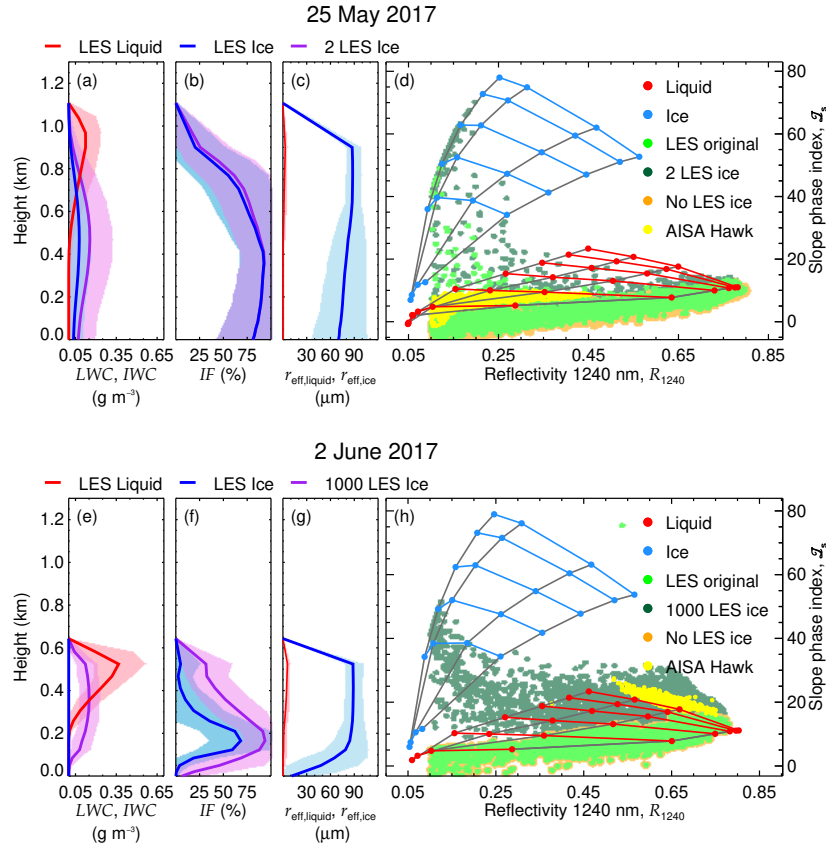 25 May 2017
LES Liquid LES Ice 2 LES Ice
(a) (b) (c) (d)
Height (km)
1.2
1.0
0.8
0.6
0.4
0.2
0.0
0.05 0.35 0.65
LWC, IWC
(g m⁻³)
25 50 75
IF (%)
30 60 90
r_eff,liquid, r_eff,ice
(μm)
Liquid
Ice
LES original
2 LES ice
No LES ice
AISA Hawk
80
60
40
20
0
Slope phase index, 𝓘s
0.05 0.25 0.45 0.65 0.85
Reflectivity 1240 nm, R₁₂₄₀
2 June 2017
LES Liquid LES Ice 1000 LES Ice
(e) (f) (g) (h)
Height (km)
1.2
1.0
0.8
0.6
0.4
0.2
0.0
0.05 0.35 0.65
LWC, IWC
(g m⁻³)
25 50 75
IF (%)
30 60 90
r_eff,liquid, r_eff,ice
(μm)
Liquid
Ice
LES original
1000 LES ice
No LES ice
AISA Hawk
80
60
40
20
0
Slope phase index, 𝓘s
0.05 0.25 0.45 0.65 0.85
Reflectivity 1240 nm, R₁₂₄₀